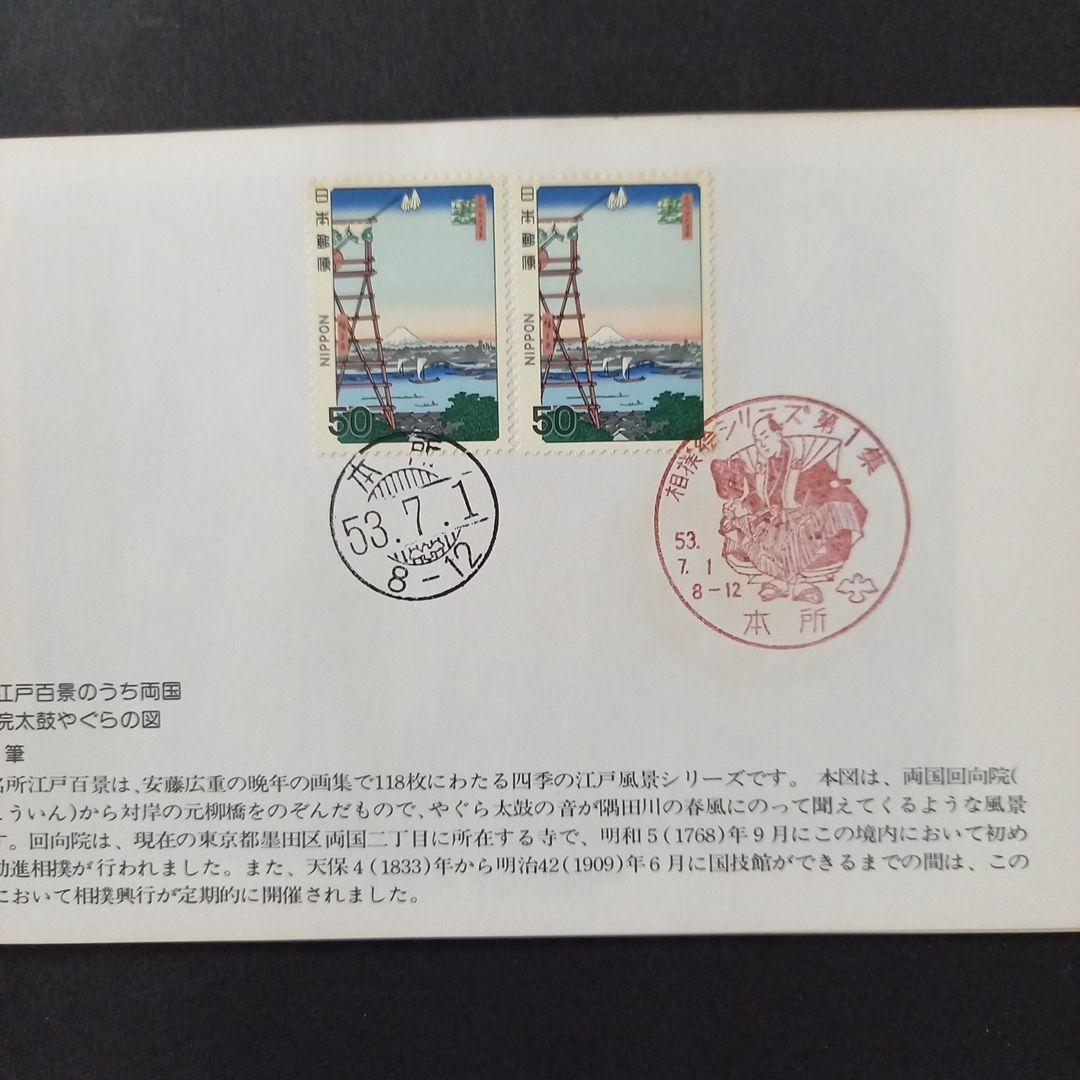 日本郵便
NIPPON
50
日本郵便
NIPPON
50
本所
53.7.1
8-12
相撲絵シリーズ第1集
53.
7.1
8-12
本所
江戸百景のうち両国
院太鼓やぐらの図
筆
名所江戸百景は、安藤広重の晩年の画集で118枚にわたる四季の江戸風景シリーズです。 本図は、両国回向院(
こういん)から対岸の元柳橋をのぞんだもので、やぐら太鼓の音が隅田川の春風にのって聞えてくるような風景
す。回向院は、現在の東京都墨田区両国二丁目に所在する寺で、明和5(1768)年9月にこの境内において初め
勧進相撲が行われました。また、天保4(1833)年から明治42(1909)年6月に国技館ができるまでの間は、この
において相撲興行が定期的に開催されました。